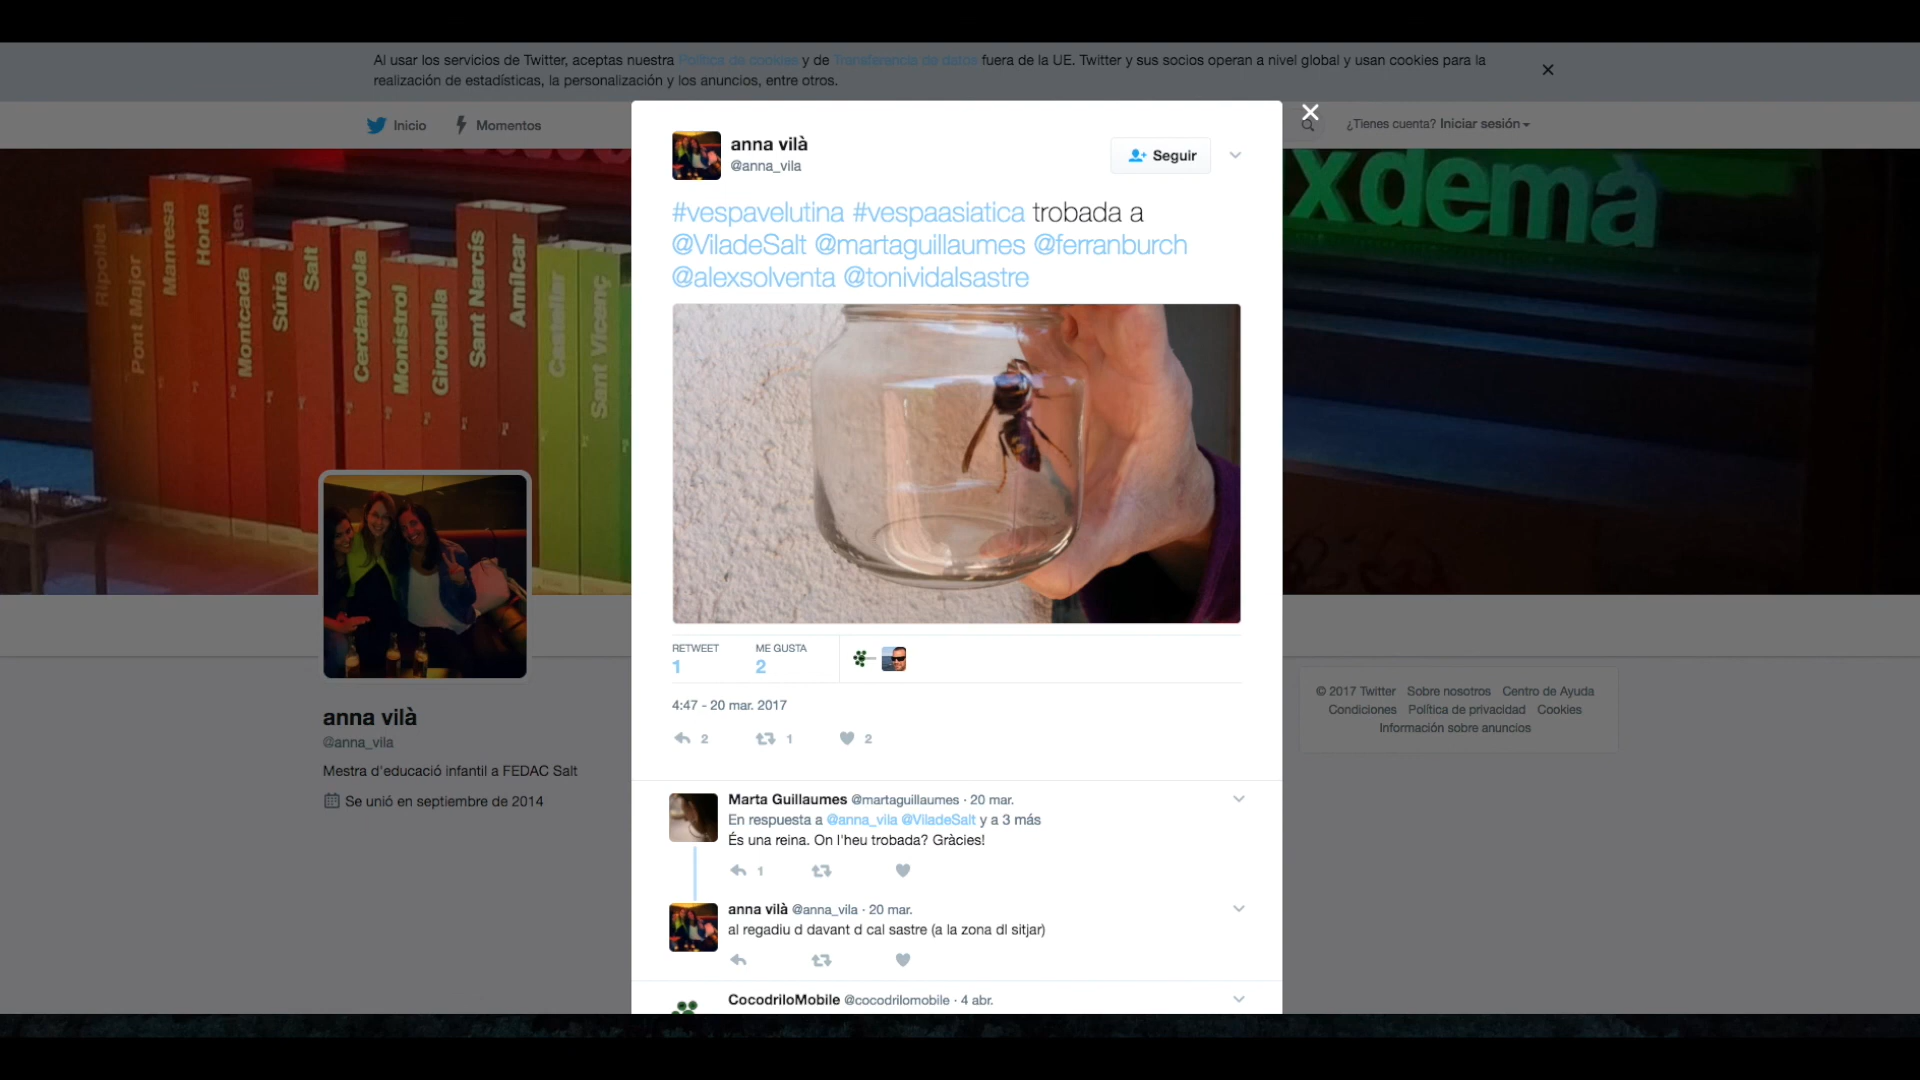 Al usar los servicios de Twitter, aceptas nuestra Política de cookies y de Transferencia de datos fuera de la UE. Twitter y sus socios operan a nivel global y usan cookies para la
realización de estadísticas, la personalización y los anuncios, entre otros.
Inicio
Momentos
¿Tienes cuenta? Iniciar sesión
anna vilà
@anna_vila
Seguir
#vespavelutina #vespaasiatica trobada a
@ViladeSalt @martaguillaumes @ferranburch
@alexsolventa @tonividalsastre
Ripollet
Pont Major
Manresa
Horta
Montcada
Súria
Salt
Cerdanyola
Monistrol
Gironella
Sant Narcís
Amílcar
Castellar
Sant Vicenç
xdemà
RETWEET
1
ME GUSTA
2
4:47 - 20 mar. 2017
2
1
2
anna vilà
@anna_vila
Mestra d'educació infantil a FEDAC Salt
Se unió en septiembre de 2014
© 2017 Twitter Sobre nosotros Centro de Ayuda
Condiciones Política de privacidad Cookies
Información sobre anuncios
Marta Guillaumes @martaguillaumes · 20 mar.
En respuesta a @anna_vila @ViladeSalt y a 3 más
És una reina. On l'heu trobada? Gràcies!
1
anna vilà @anna_vila · 20 mar.
al regadiu d davant d cal sastre (a la zona dl sitjar)
CocodriloMobile @cocodrilomobile · 4 abr.